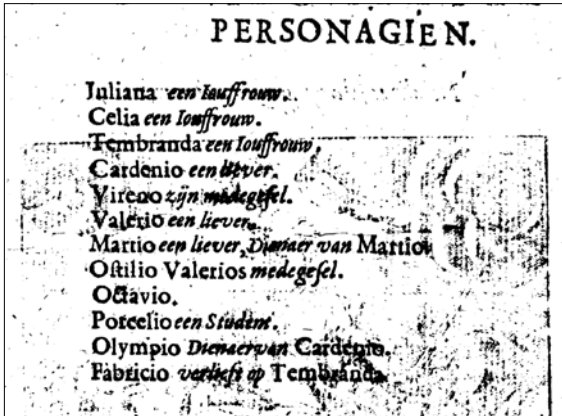 PERSONAGIEN.
Iuliana een Iouffrouw.
Celia een Iouffrouw.
Tembranda een Iouffrouw.
Cardenio een liever.
Vireno zijn medegesel.
Valerio een liever.
Martio een liever, Dienaer van Martio.
Ostilio Valerios medegesel.
Octavio.
Porcelio een Student.
Olympio Dienaer van Cardenio.
Fabricio verlieft op Tembranda.